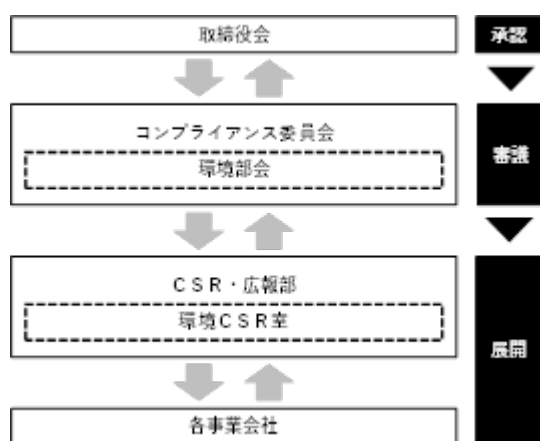 取締役会
承認
コンプライアンス委員会
環境部会
審議
CSR・広報部
環境CSR室
展開
各事業会社